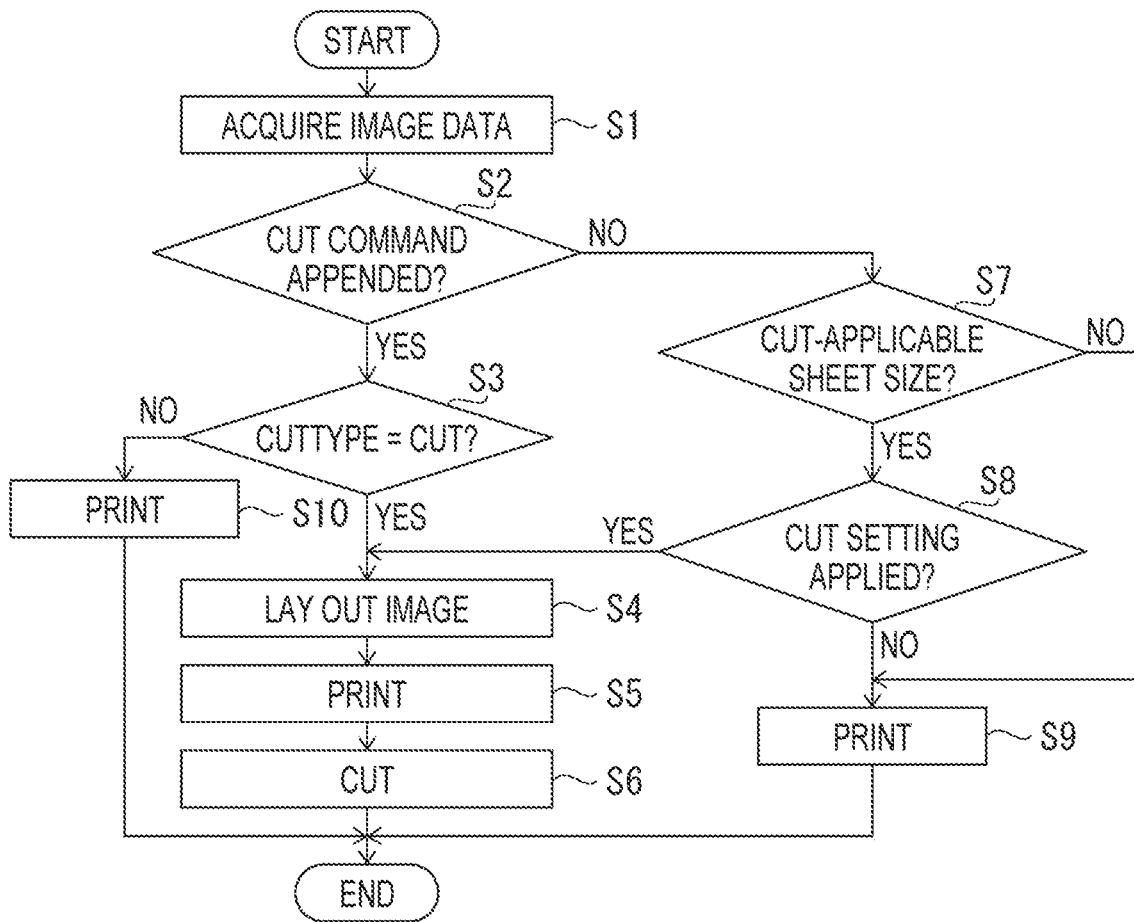 START
ACQUIRE IMAGE DATA
S1
S2
CUT COMMAND
APPENDED?
NO
YES
S7
CUT-APPLICABLE
SHEET SIZE?
NO
YES
S3
CUTTYPE = CUT?
NO
YES
PRINT
S10
S8
CUT SETTING
APPLIED?
YES
NO
LAY OUT IMAGE
S4
PRINT
S5
PRINT
S9
CUT
S6
END